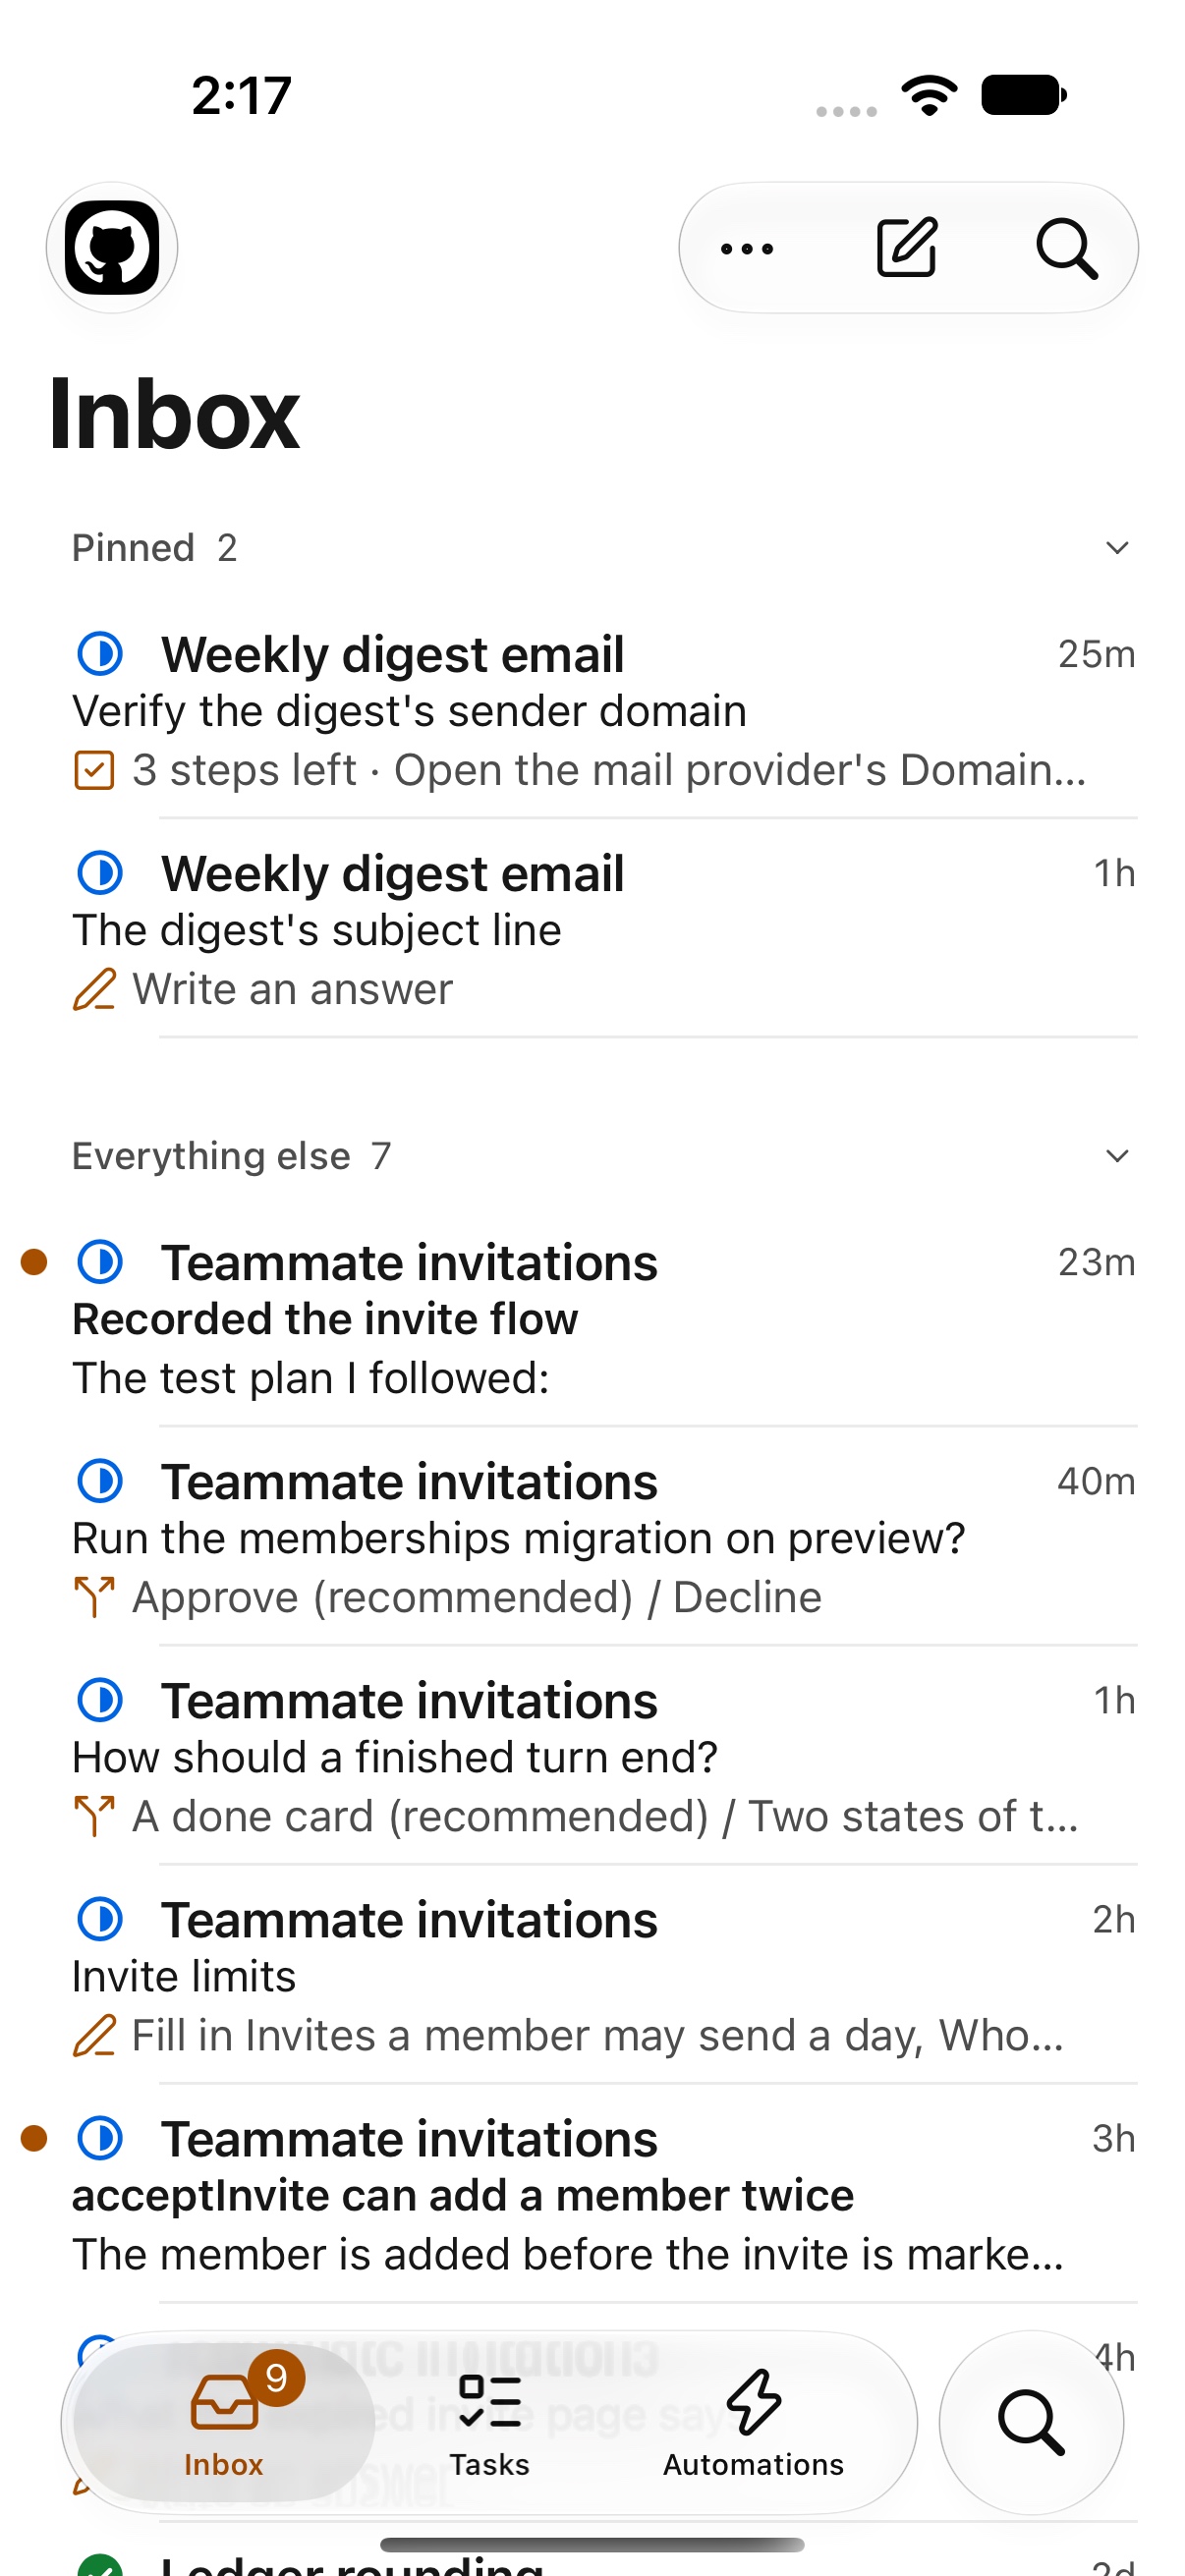 2:17
Inbox
Pinned 2
Weekly digest email 25m
Verify the digest's sender domain
3 steps left · Open the mail provider's Domain...
Weekly digest email 1h
The digest's subject line
Write an answer
Everything else 7
Teammate invitations 23m
Recorded the invite flow
The test plan I followed:
Teammate invitations 40m
Run the memberships migration on preview?
Approve (recommended) / Decline
Teammate invitations 1h
How should a finished turn end?
A done card (recommended) / Two states of t...
Teammate invitations 2h
Invite limits
Fill in Invites a member may send a day, Who...
Teammate invitations 3h
acceptInvite can add a member twice
The member is added before the invite is marke...
4h
page say
9
Inbox Tasks Automations
Ledger rounding 2d